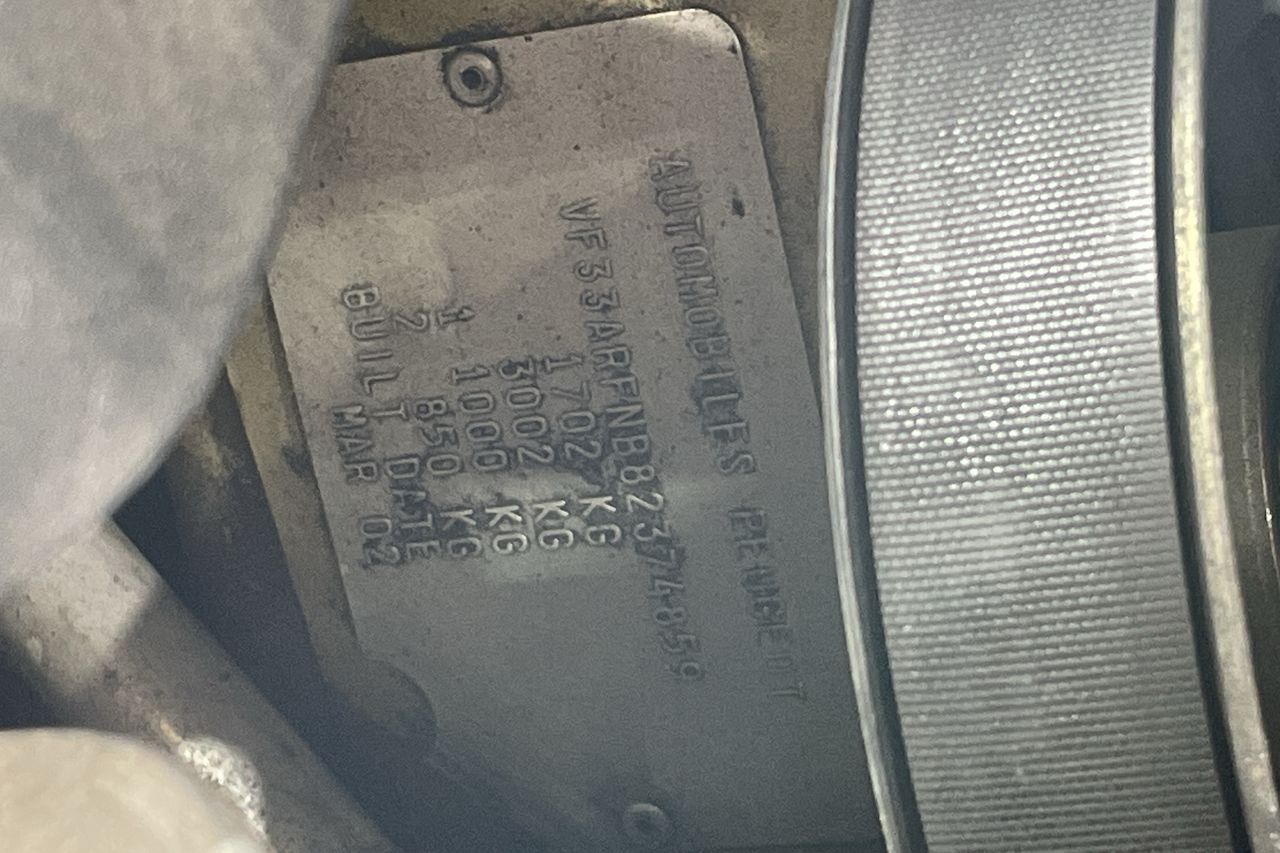 AUTOMOBILES PEUGEOT
VF33ARFNB82374859
1702 KG
3002 KG
1 1000 KG
2 850 KG
BUILT DATE
MAR 02